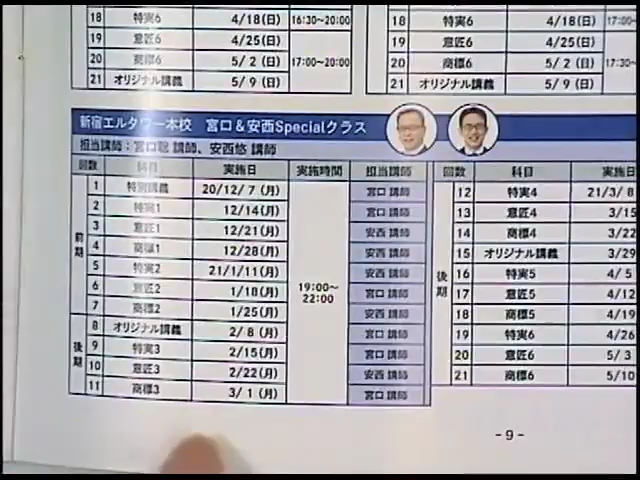 18 特実6 4/18(日) 16:30~20:00
19 意匠6 4/25(日)
20 商標6 5/ 2(日) 17:00~20:00
21 オリジナル講義 5/ 9(日)
18 特実6 4/18(日) 17:00~
19 意匠6 4/25(日)
20 商標6 5/ 2(日) 17:30~
21 オリジナル講義 5/ 9(日)
新宿エルタワー本校 宮口&安西Specialクラス
担当講師:宮口聡 講師、安西悠 講師
回数 科目 実施日 実施時間 担当講師
前期
1 特別講義 20/12/ 7(月) 宮口 講師
2 特実1 12/14(月) 宮口 講師
3 意匠1 12/21(月) 安西 講師
4 商標1 12/28(月) 安西 講師
5 特実2 21/1/11(月) 安西 講師
6 意匠2 1/18(月) 宮口 講師
7 商標2 1/25(月) 宮口 講師
19:00~22:00
後期
8 オリジナル講義 2/ 8(月) 安西 講師
9 特実3 2/15(月) 宮口 講師
10 意匠3 2/22(月) 安西 講師
11 商標3 3/ 1(月) 宮口 講師
回数 科目 実施日
後期
12 特実4 21/3/ 8
13 意匠4 3/15
14 商標4 3/22
15 オリジナル講義 3/29
16 特実5 4/ 5
17 意匠5 4/12
18 商標5 4/19
19 特実6 4/26
20 意匠6 5/ 3
21 商標6 5/10
-9-